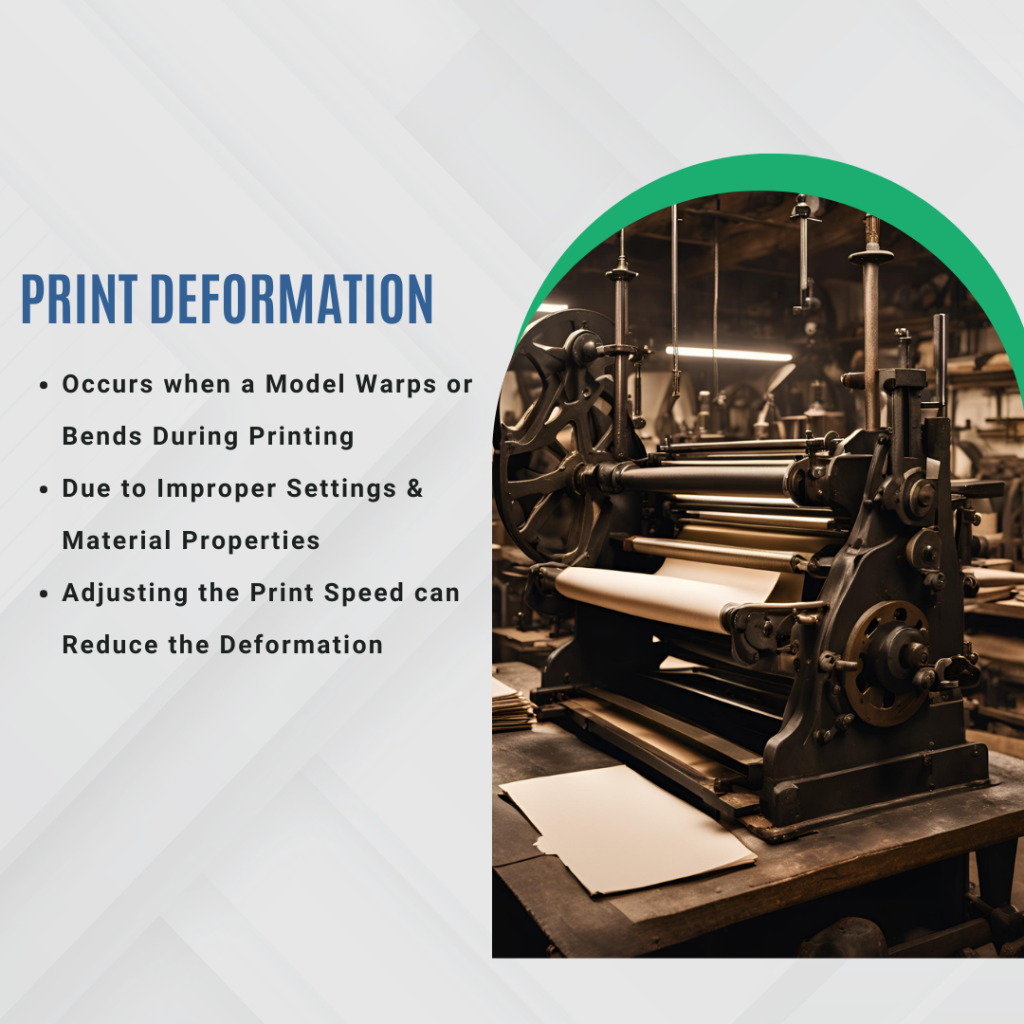 PRINT DEFORMATION
• Occurs when a Model Warps or
Bends During Printing
• Due to Improper Settings &
Material Properties
• Adjusting the Print Speed can
Reduce the Deformation